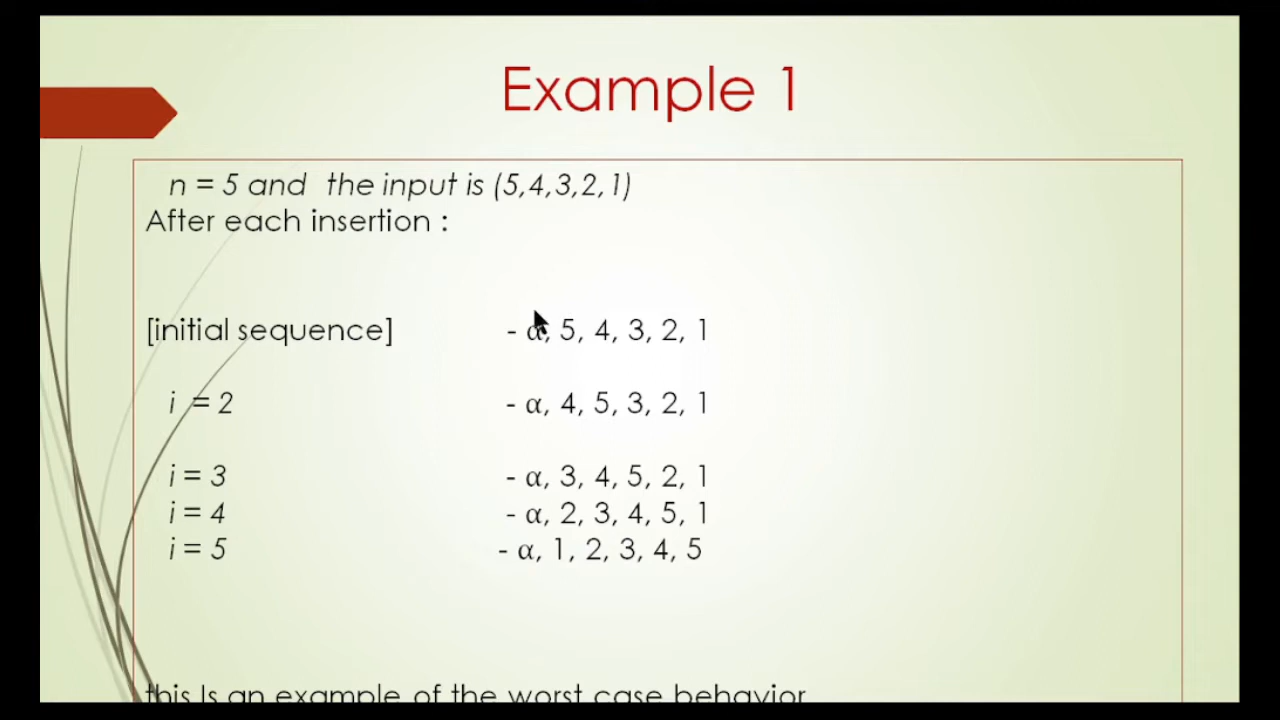 Example 1
n = 5 and the input is (5,4,3,2,1)
After each insertion :
[initial sequence] - α, 5, 4, 3, 2, 1
i = 2 - α, 4, 5, 3, 2, 1
i = 3 - α, 3, 4, 5, 2, 1
i = 4 - α, 2, 3, 4, 5, 1
i = 5 - α, 1, 2, 3, 4, 5
this Is an example of the worst case behavior